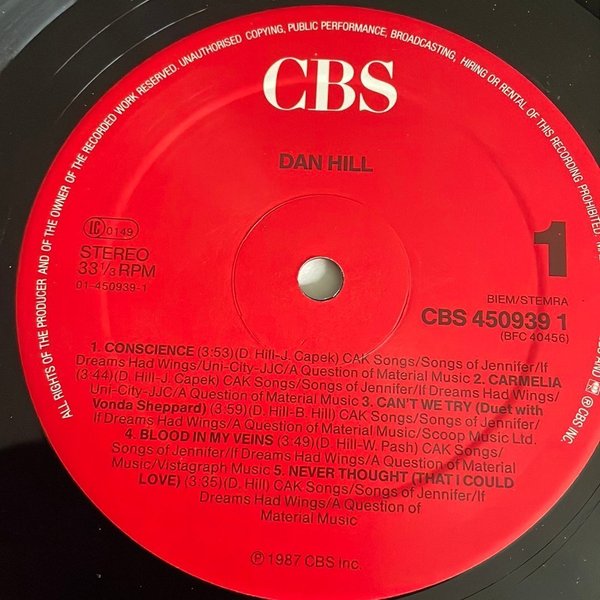 ALL RIGHTS OF THE PRODUCER AND OF THE OWNER OF THE RECORDED WORK RESERVED. UNAUTHORISED COPYING, PUBLIC PERFORMANCE, BROADCASTING, HIRING OR RENTAL OF THIS RECORDING PROHIBITED.
CBS
DAN HILL
LC 0149
STEREO
33 1/3 RPM
01-450939-1
1
BIEM/STEMRA
CBS 450939 1
(BFC 40456)
1. CONSCIENCE (3:53)(D. Hill-J. Capek) CAK Songs/Songs of Jennifer/If
Dreams Had Wings/Uni-City-JJC/A Question of Material Music 2. CARMELIA
(3:44)(D. Hill-J. Capek) CAK Songs/Songs of Jennifer/If Dreams Had Wings/
Uni-City-JJC/A Question of Material Music 3. CAN'T WE TRY (Duet with
Vonda Sheppard) (3:59)(D. Hill-B. Hill) CAK Songs/Songs of Jennifer/
If Dreams Had Wings/A Question of Material Music/Scoop Music Ltd.
4. BLOOD IN MY VEINS (3:49)(D. Hill-W. Pash) CAK Songs/
Songs of Jennifer/If Dreams Had Wings/A Question of Material
Music/Vistagraph Music 5. NEVER THOUGHT (THAT I COULD
LOVE) (3:35)(D. Hill) CAK Songs/Songs of Jennifer/If
Dreams Had Wings/A Question of
Material Music
℗ 1987 CBS Inc.
® CBS INC.